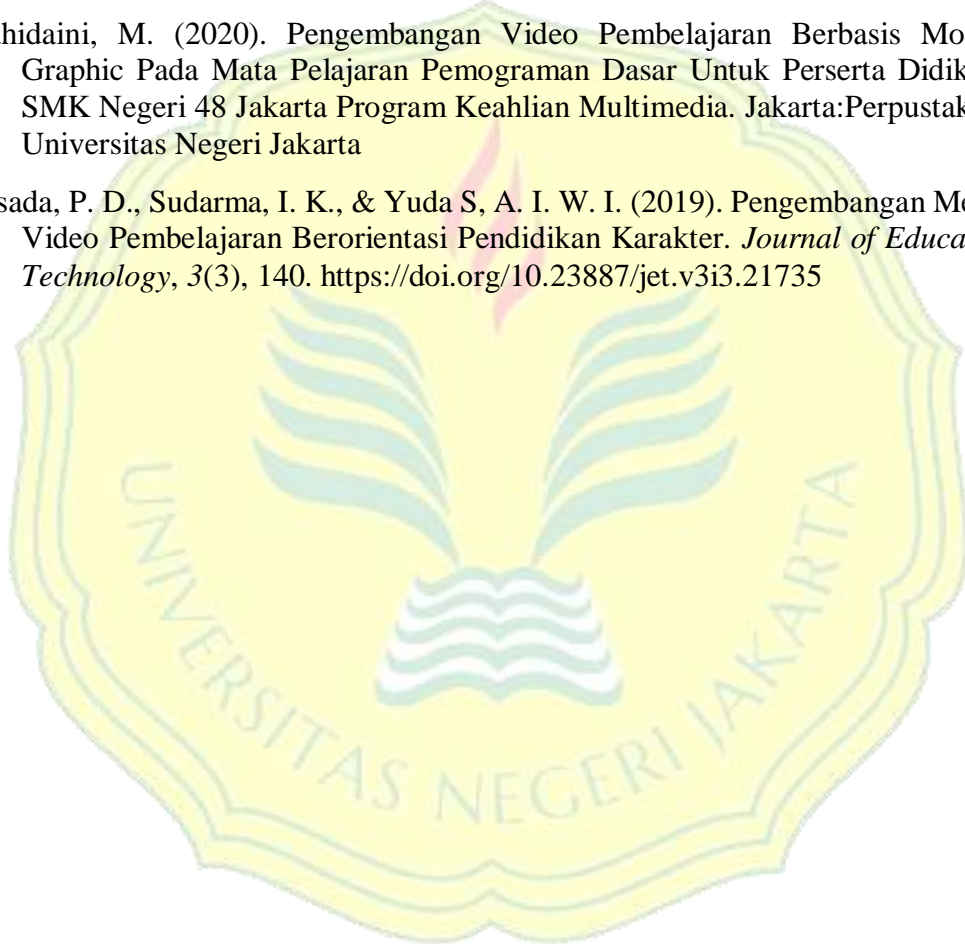 hidaini, M. (2020). Pengembangan Video Pembelajaran Berbasis Mo
Graphic Pada Mata Pelajaran Pemograman Dasar Untuk Perserta Didik
SMK Negeri 48 Jakarta Program Keahlian Multimedia. Jakarta:Perpustak
Universitas Negeri Jakarta
sada, P. D., Sudarma, I. K., & Yuda S, A. I. W. I. (2019). Pengembangan Me
Video Pembelajaran Berorientasi Pendidikan Karakter. Journal of Educa
Technology, 3(3), 140. https://doi.org/10.23887/jet.v3i3.21735
UNIVERSITAS NEGERI JAKARTA